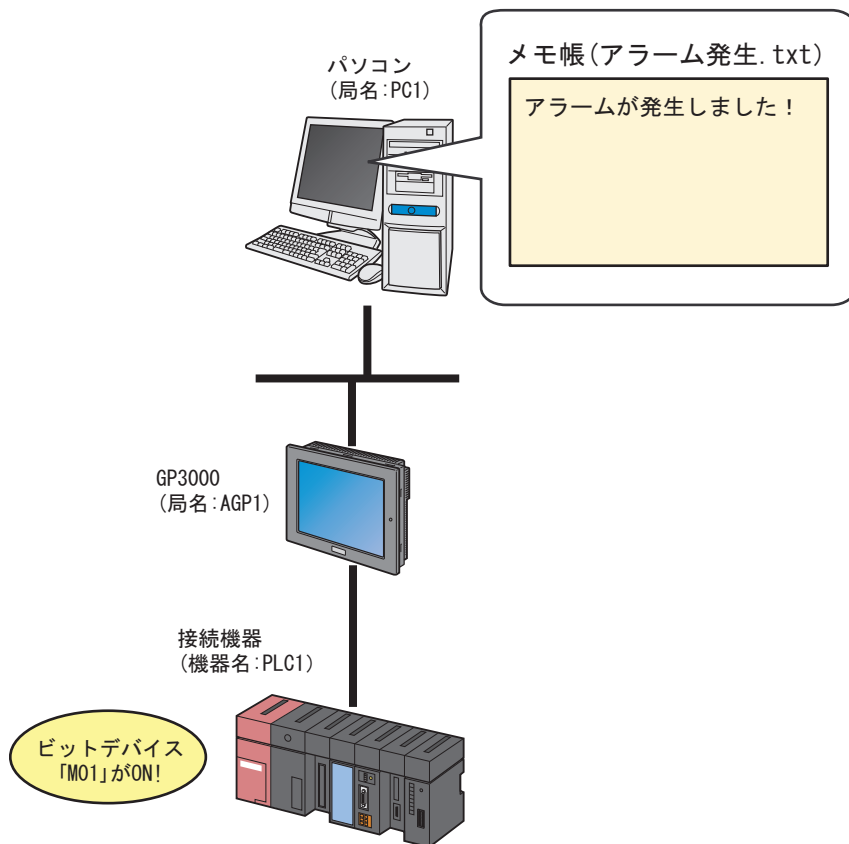 パソコン
(局名:PC1)
メモ帳(アラーム発生.txt)
アラームが発生しました！
GP3000
(局名:AGP1)
接続機器
(機器名:PLC1)
ビットデバイス
「M01」がON!